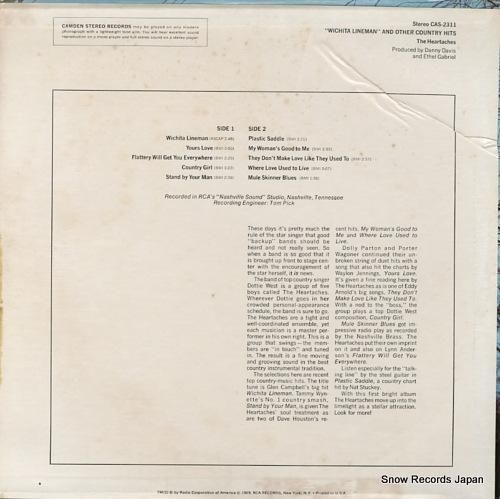 CAMDEN STEREO RECORDS may be played on any modern
phonograph with a lightweight tone arm. You will hear excellent sound
reproduction on a mono player and full stereo sound on a stereo player.
Stereo CAS-2311
"WICHITA LINEMAN" AND OTHER COUNTRY HITS
The Heartaches
Produced by Danny Davis
and Ethel Gabriel
SIDE 1
Wichita Lineman
Yours Love
Flattery Will Get You Everywhere
Country Girl
Stand by Your Man
SIDE 2
Plastic Saddle
My Woman's Good to Me
They Don't Make Love Like They Used To
Where Love Used to Live
Mule Skinner Blues
Recorded in RCA's "Nashville Sound" Studio, Nashville, Tennessee
Recording Engineer: Tom Pick
These days it's pretty much the
rule of the star singer that good
"backup" bands should be
heard and not really seen. So
when a band is so good that it
is brought up front to stage cen-
ter with the encouragement of
the star herself, it is news.
The band of top country singer
Dottie West is a group of five
boys called The Heartaches.
Wherever Dottie goes in her
crowded personal-appearance
schedule, the band is sure to go.
The Heartaches are a tight and
well-coordinated ensemble, yet
each musician is a master per-
former in his own right. This is a
group that swings—the mem-
bers are "in touch" and tuned
in. The result is a fine moving
and grooving sound in the best
country instrumental tradition.
The selections here are recent
top country-music hits. The title
tune is Glen Campbell's big hit
Wichita Lineman. Tammy Wyn-
ette's No. 1 country smash,
Stand by Your Man, is given The
Heartaches' soul treatment as
are two of Dave Houston's re-
cent hits, My Woman's Good to
Me and Where Love Used to
Live.
Dolly Parton and Porter
Wagoner continued their un-
broken string of duet hits with a
song that also hit the charts by
Waylon Jennings, Yours Love.
It's given a fine reading here by
The Heartaches as is one of Eddy
Arnold's big songs, They Don't
Make Love Like They Used To.
With a nod to the "boss," the
group plays a top Dottie West
composition, Country Girl.
Mule Skinner Blues got im-
pressive radio play as recorded
by the Nashville Brass. The
Heartaches put their own imprint
on it and also on Lynn Ander-
son's Flattery Will Get You
Everywhere.
Listen especially for the "talk-
ing line" by the steel guitar in
Plastic Saddle, a country chart
hit by Nat Stuckey.
With this first bright album
The Heartaches move up into the
limelight as a stellar attraction.
Look for more!
TM(s) ® by Radio Corporation of America © 1969, RCA RECORDS, New York, N.Y. • Printed in U.S.A.
Snow Records Japan